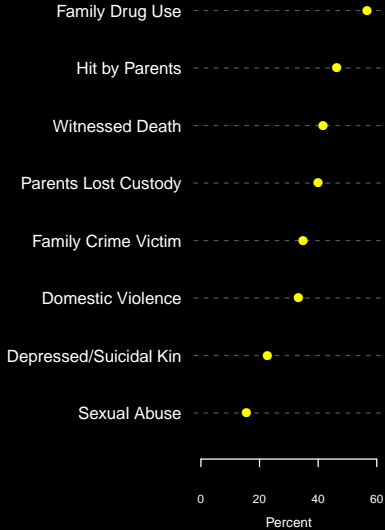 Family Drug Use
Hit by Parents
Witnessed Death
Parents Lost Custody
Family Crime Victim
Domestic Violence
Depressed/Suicidal Kin
Sexual Abuse
0 20 40 60
Percent